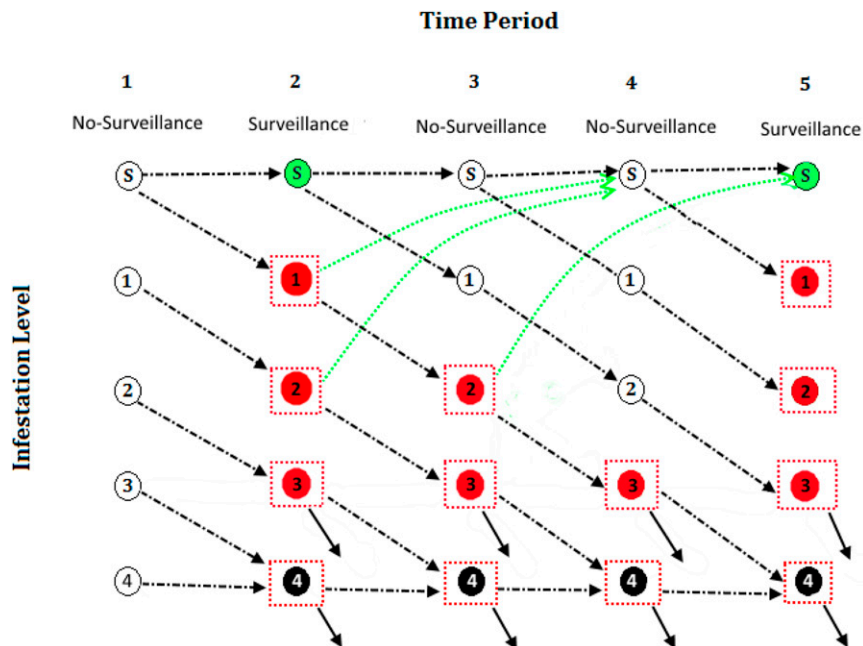 Time Period
1 2 3 4 5
No-Surveillance Surveillance No-Surveillance No-Surveillance Surveillance
S S S S S
1 1 1 1 1
Infestation Level
2 2 2 2 2
3 3 3 3 3
4 4 4 4 4